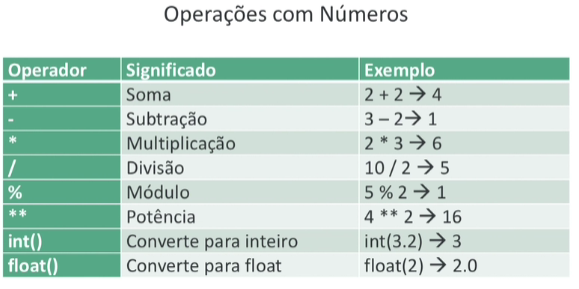 Operações com Números
Operador Significado Exemplo
+ Soma 2 + 2 → 4
- Subtração 3 – 2→ 1
* Multiplicação 2 * 3 → 6
/ Divisão 10 / 2 → 5
% Módulo 5 % 2 → 1
** Potência 4 ** 2 → 16
int() Converte para inteiro int(3.2) → 3
float() Converte para float float(2) → 2.0